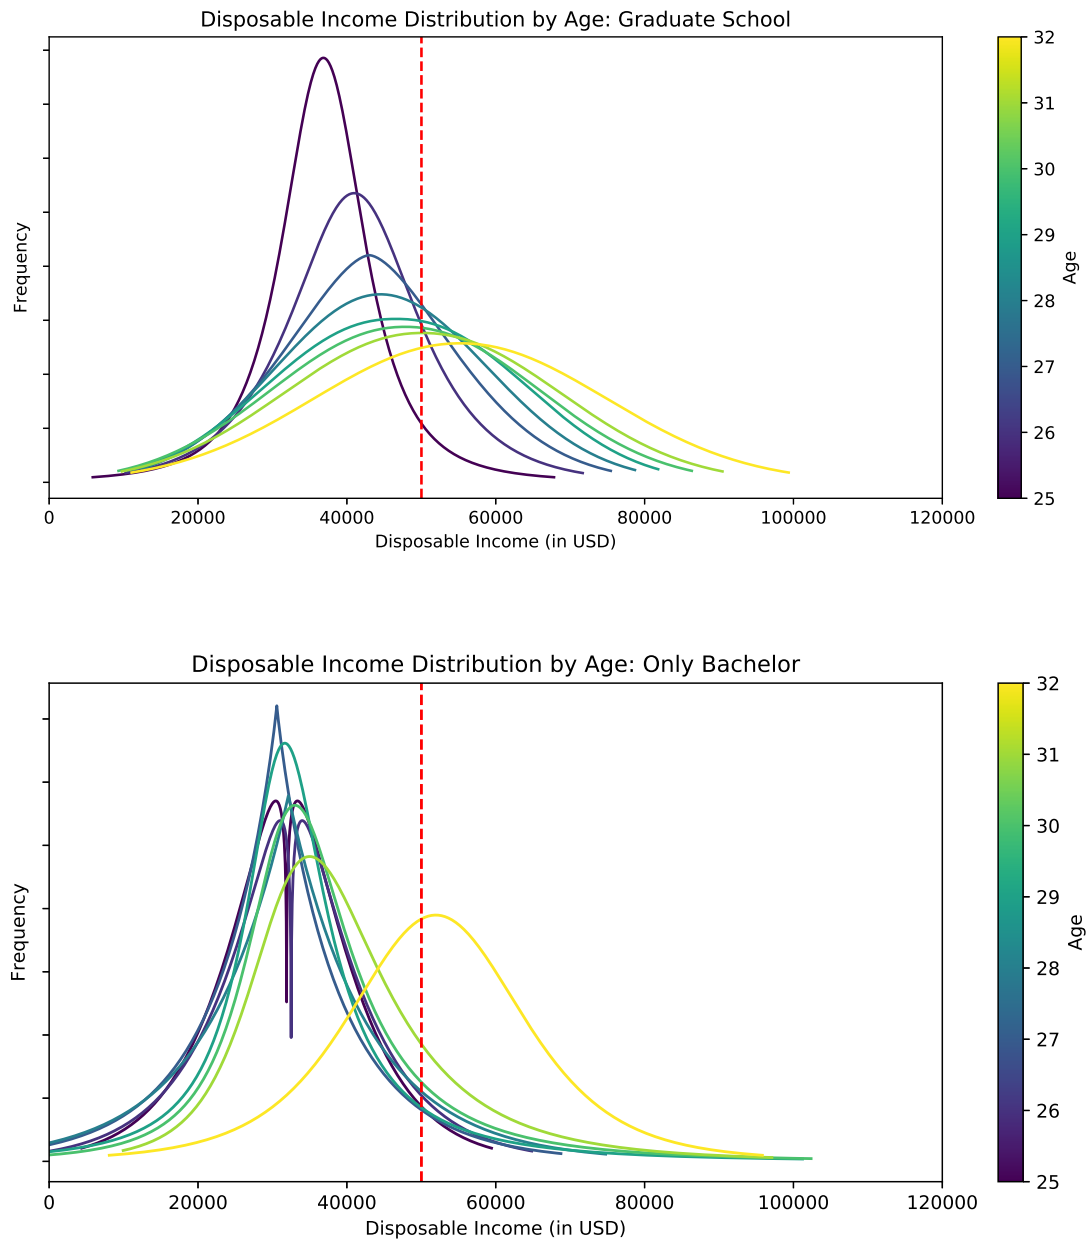 Disposable Income Distribution by Age: Graduate School
Frequency
0 20000 40000 60000 80000 100000 120000
Disposable Income (in USD)
32
31
30
29
28
27
26
25
Age
Disposable Income Distribution by Age: Only Bachelor
Frequency
0 20000 40000 60000 80000 100000 120000
Disposable Income (in USD)
32
31
30
29
28
27
26
25
Age